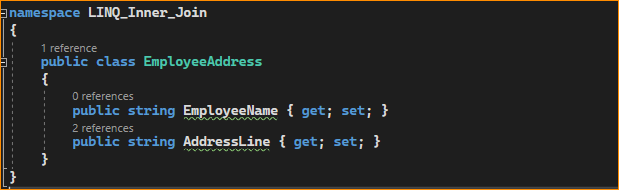 namespace LINQ_Inner_Join
{
1 reference
public class EmployeeAddress
{
0 references
public string EmployeeName { get; set; }
2 references
public string AddressLine { get; set; }
}
}